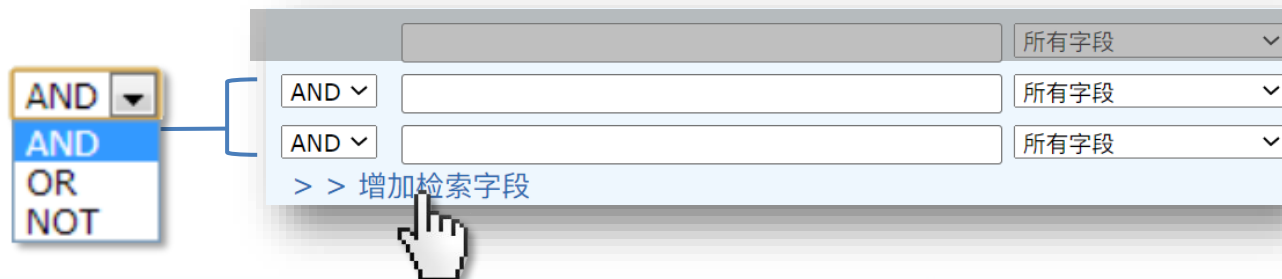 所有字段
AND
AND
OR
NOT
AND 所有字段
AND 所有字段
> > 增加检索字段